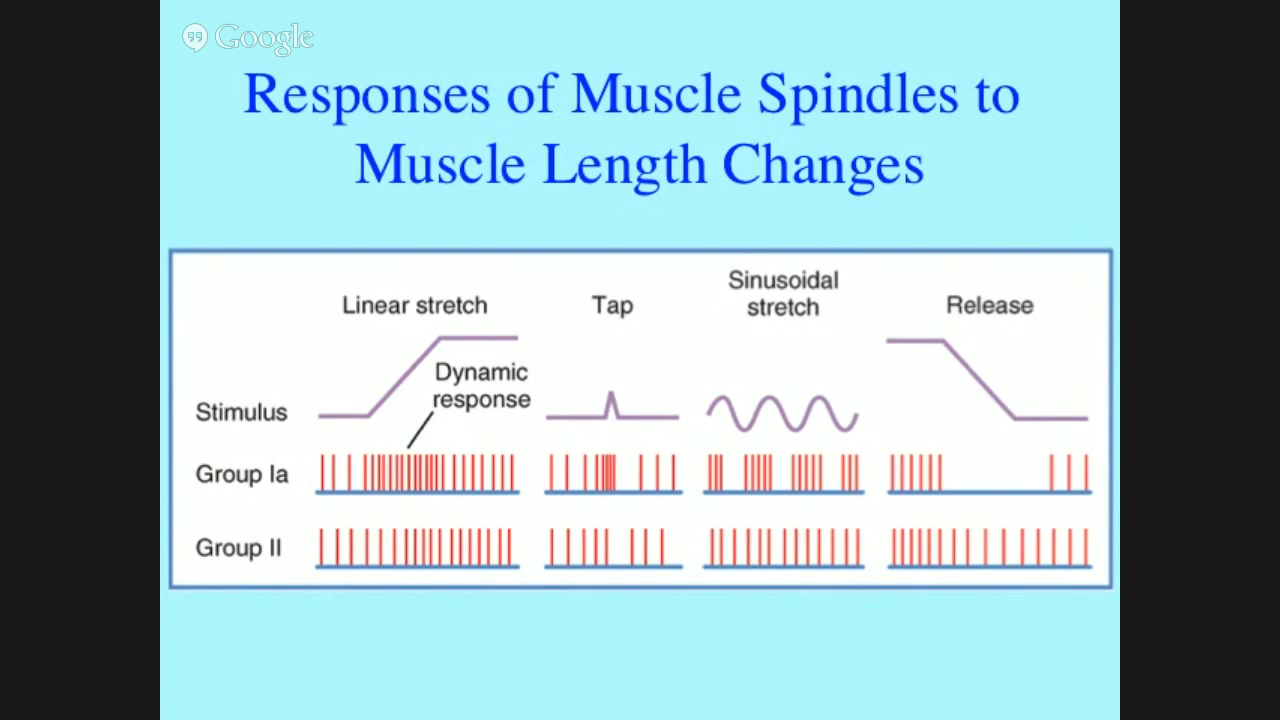 Google
Responses of Muscle Spindles to
Muscle Length Changes
Linear stretch
Tap
Sinusoidal
stretch
Release
Dynamic
response
Stimulus
Group Ia
Group II